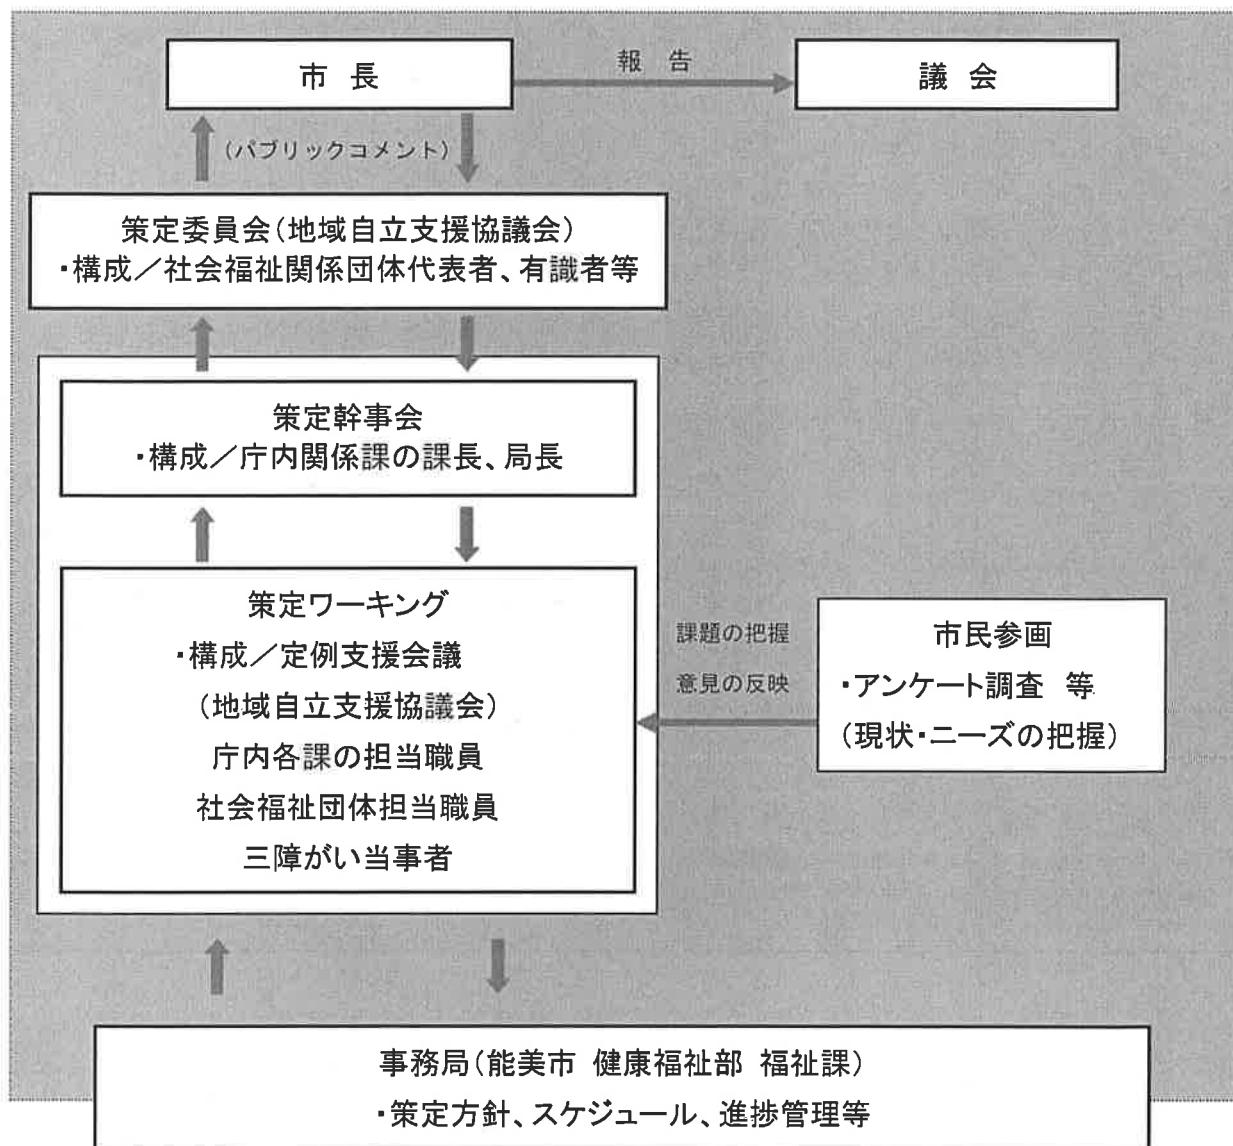 市 長
報 告
議 会
(パブリックコメント)
策定委員会(地域自立支援協議会)
・構成／社会福祉関係団体代表者、有識者等
策定幹事会
・構成／庁内関係課の課長、局長
策定ワーキング
・構成／定例支援会議
(地域自立支援協議会)
庁内各課の担当職員
社会福祉団体担当職員
三障がい当事者
課題の把握
意見の反映
市民参画
・アンケート調査 等
(現状・ニーズの把握)
事務局(能美市 健康福祉部 福祉課)
・策定方針、スケジュール、進捗管理等